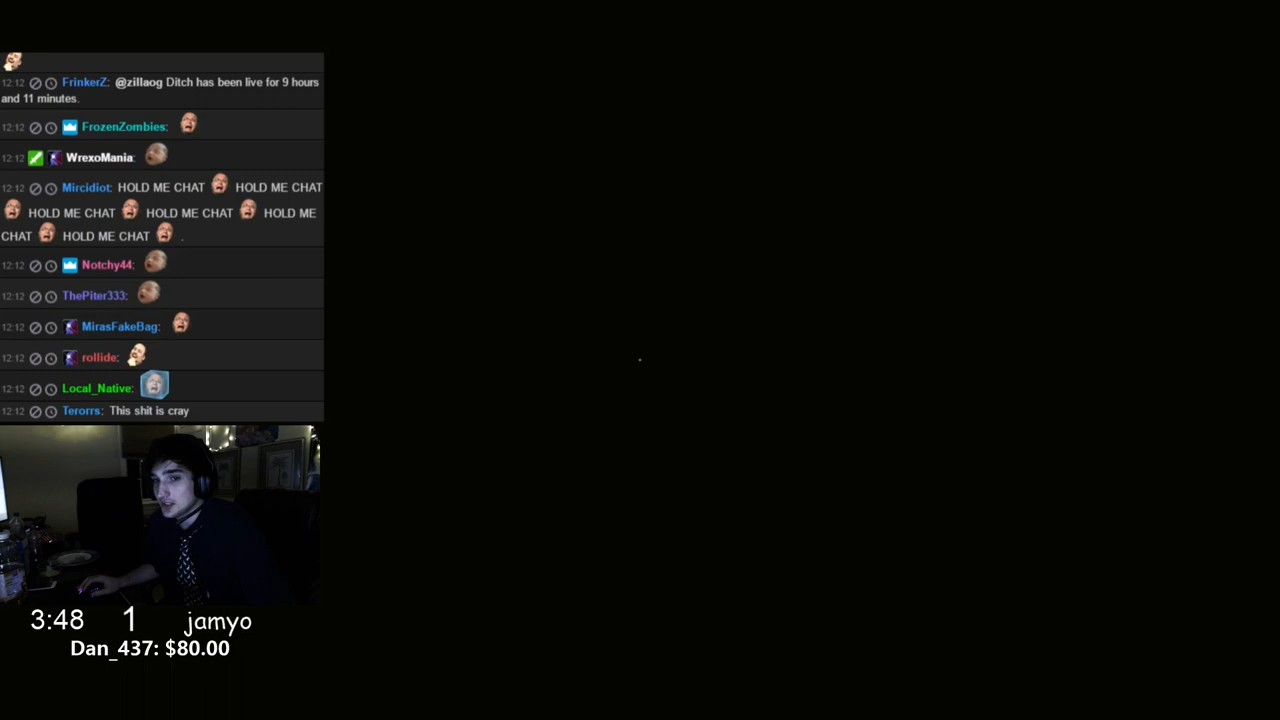 12:12 FrinkerZ: @zillaog Ditch has been live for 9 hours
and 11 minutes.
12:12 FrozenZombies:
12:12 WrexoMania:
12:12 Mircidiot: HOLD ME CHAT HOLD ME CHAT
HOLD ME CHAT HOLD ME CHAT HOLD ME
CHAT HOLD ME CHAT .
12:12 Notchy44:
12:12 ThePiter333:
12:12 MirasFakeBag:
12:12 rollide:
12:12 Local_Native:
12:12 Terorrs: This shit is cray
3:48 1 jamyo
Dan_437: $80.00